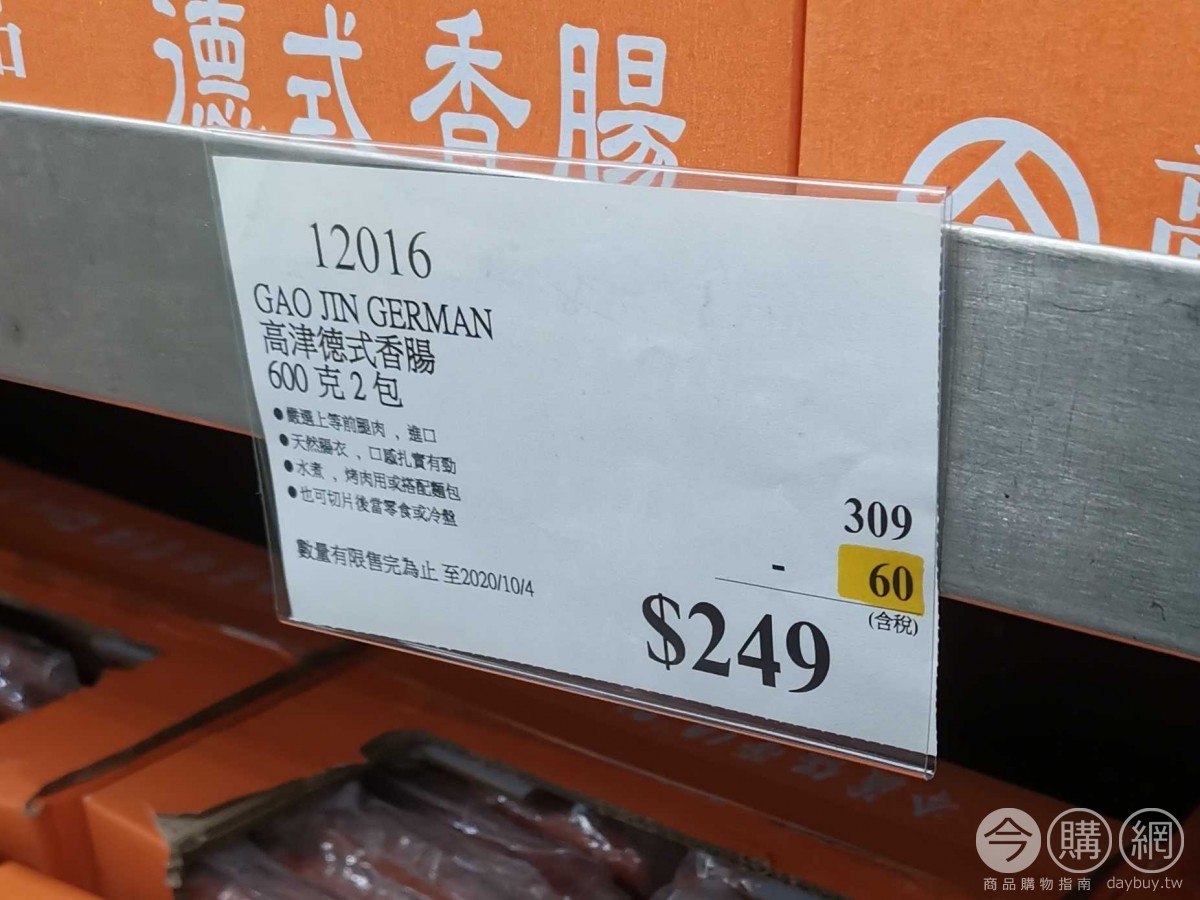 品 德式香腸
高
12016
GAO JIN GERMAN
高津德式香腸
600 克 2 包
●嚴選上等前腿肉 , 進口
●天然腸衣 , 口感扎實有勁
●水煮 , 烤肉用或搭配麵包
●也可切片後當零食或冷盤
數量有限售完為止 至2020/10/4
309
- 60
(含稅)
$249
今購網
商品購物指南 daybuy.tw